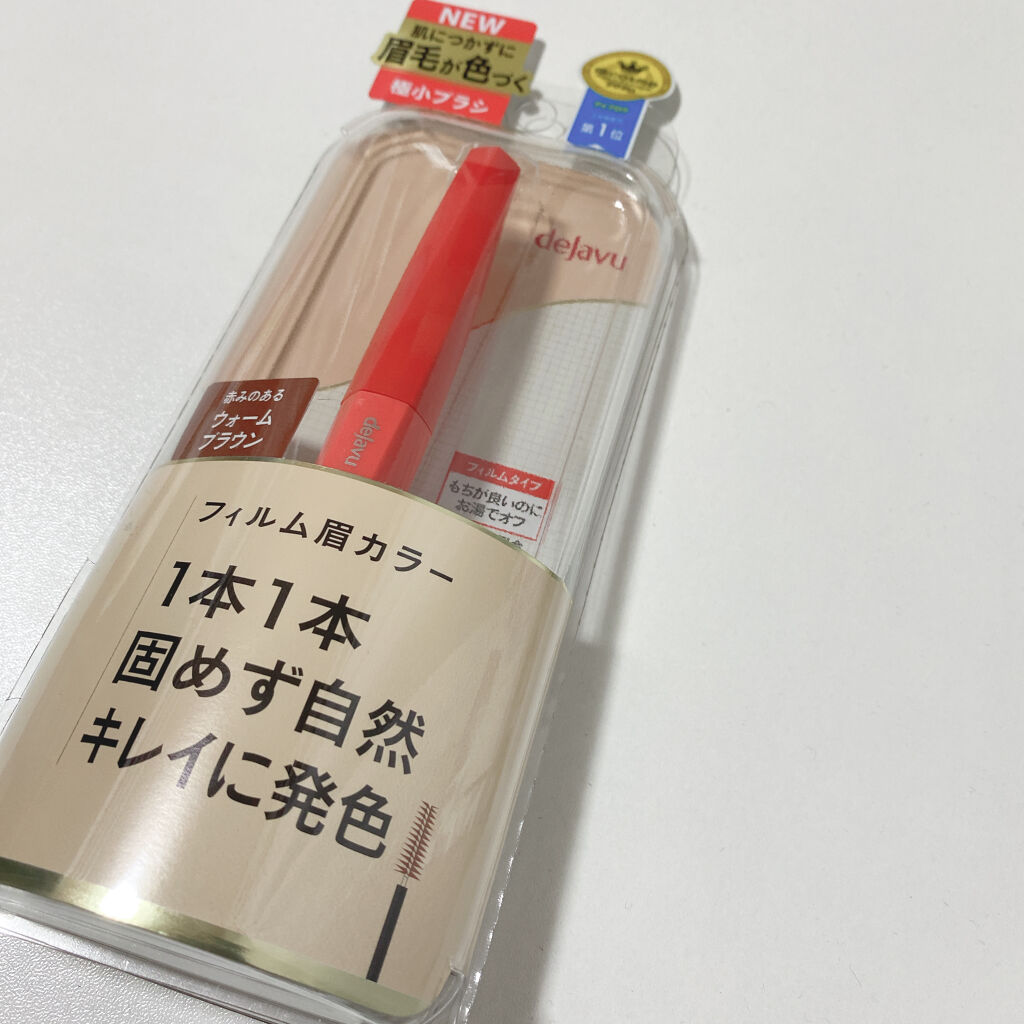 NEW
肌につかずに
眉毛が色づく
極小ブラシ
第1位
dejavu
dejavu
赤みのある
ウォーム
ブラウン
フィルムタイプ
もちが良いのに
お湯でオフ
フィルム眉カラー
1本1本
固めず自然
キレイに発色